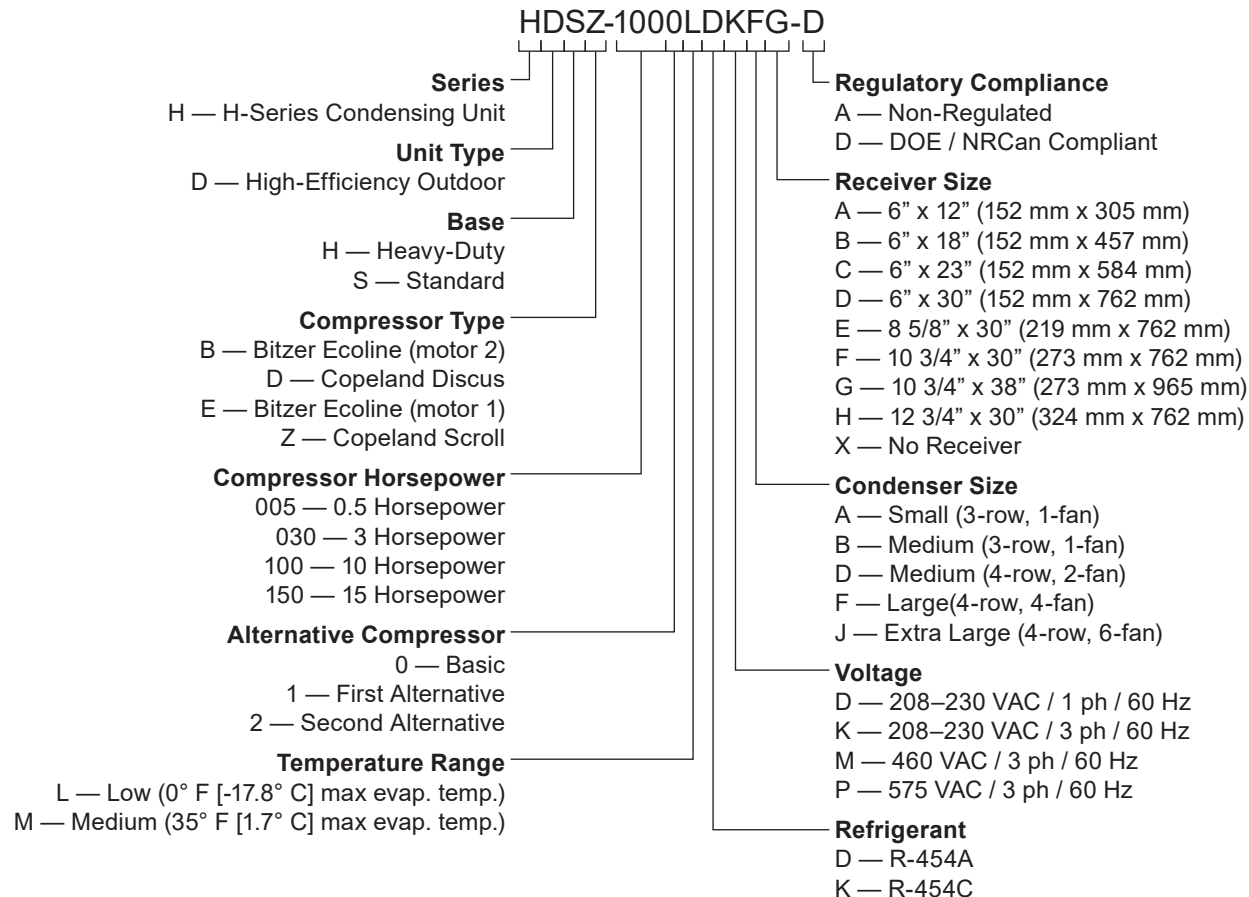 HDSZ-1000LDKFG-D
Series
H — H-Series Condensing Unit
Unit Type
D — High-Efficiency Outdoor
Base
H — Heavy-Duty
S — Standard
Compressor Type
B — Bitzer Ecoline (motor 2)
D — Copeland Discus
E — Bitzer Ecoline (motor 1)
Z — Copeland Scroll
Compressor Horsepower
005 — 0.5 Horsepower
030 — 3 Horsepower
100 — 10 Horsepower
150 — 15 Horsepower
Alternative Compressor
0 — Basic
1 — First Alternative
2 — Second Alternative
Temperature Range
L — Low (0° F [-17.8° C] max evap. temp.)
M — Medium (35° F [1.7° C] max evap. temp.)
Regulatory Compliance
A — Non-Regulated
D — DOE / NRCan Compliant
Receiver Size
A — 6” x 12” (152 mm x 305 mm)
B — 6” x 18” (152 mm x 457 mm)
C — 6” x 23” (152 mm x 584 mm)
D — 6” x 30” (152 mm x 762 mm)
E — 8 5/8” x 30” (219 mm x 762 mm)
F — 10 3/4” x 30” (273 mm x 762 mm)
G — 10 3/4” x 38” (273 mm x 965 mm)
H — 12 3/4” x 30” (324 mm x 762 mm)
X — No Receiver
Condenser Size
A — Small (3-row, 1-fan)
B — Medium (3-row, 1-fan)
D — Medium (4-row, 2-fan)
F — Large(4-row, 4-fan)
J — Extra Large (4-row, 6-fan)
Voltage
D — 208–230 VAC / 1 ph / 60 Hz
K — 208–230 VAC / 3 ph / 60 Hz
M — 460 VAC / 3 ph / 60 Hz
P — 575 VAC / 3 ph / 60 Hz
Refrigerant
D — R-454A
K — R-454C